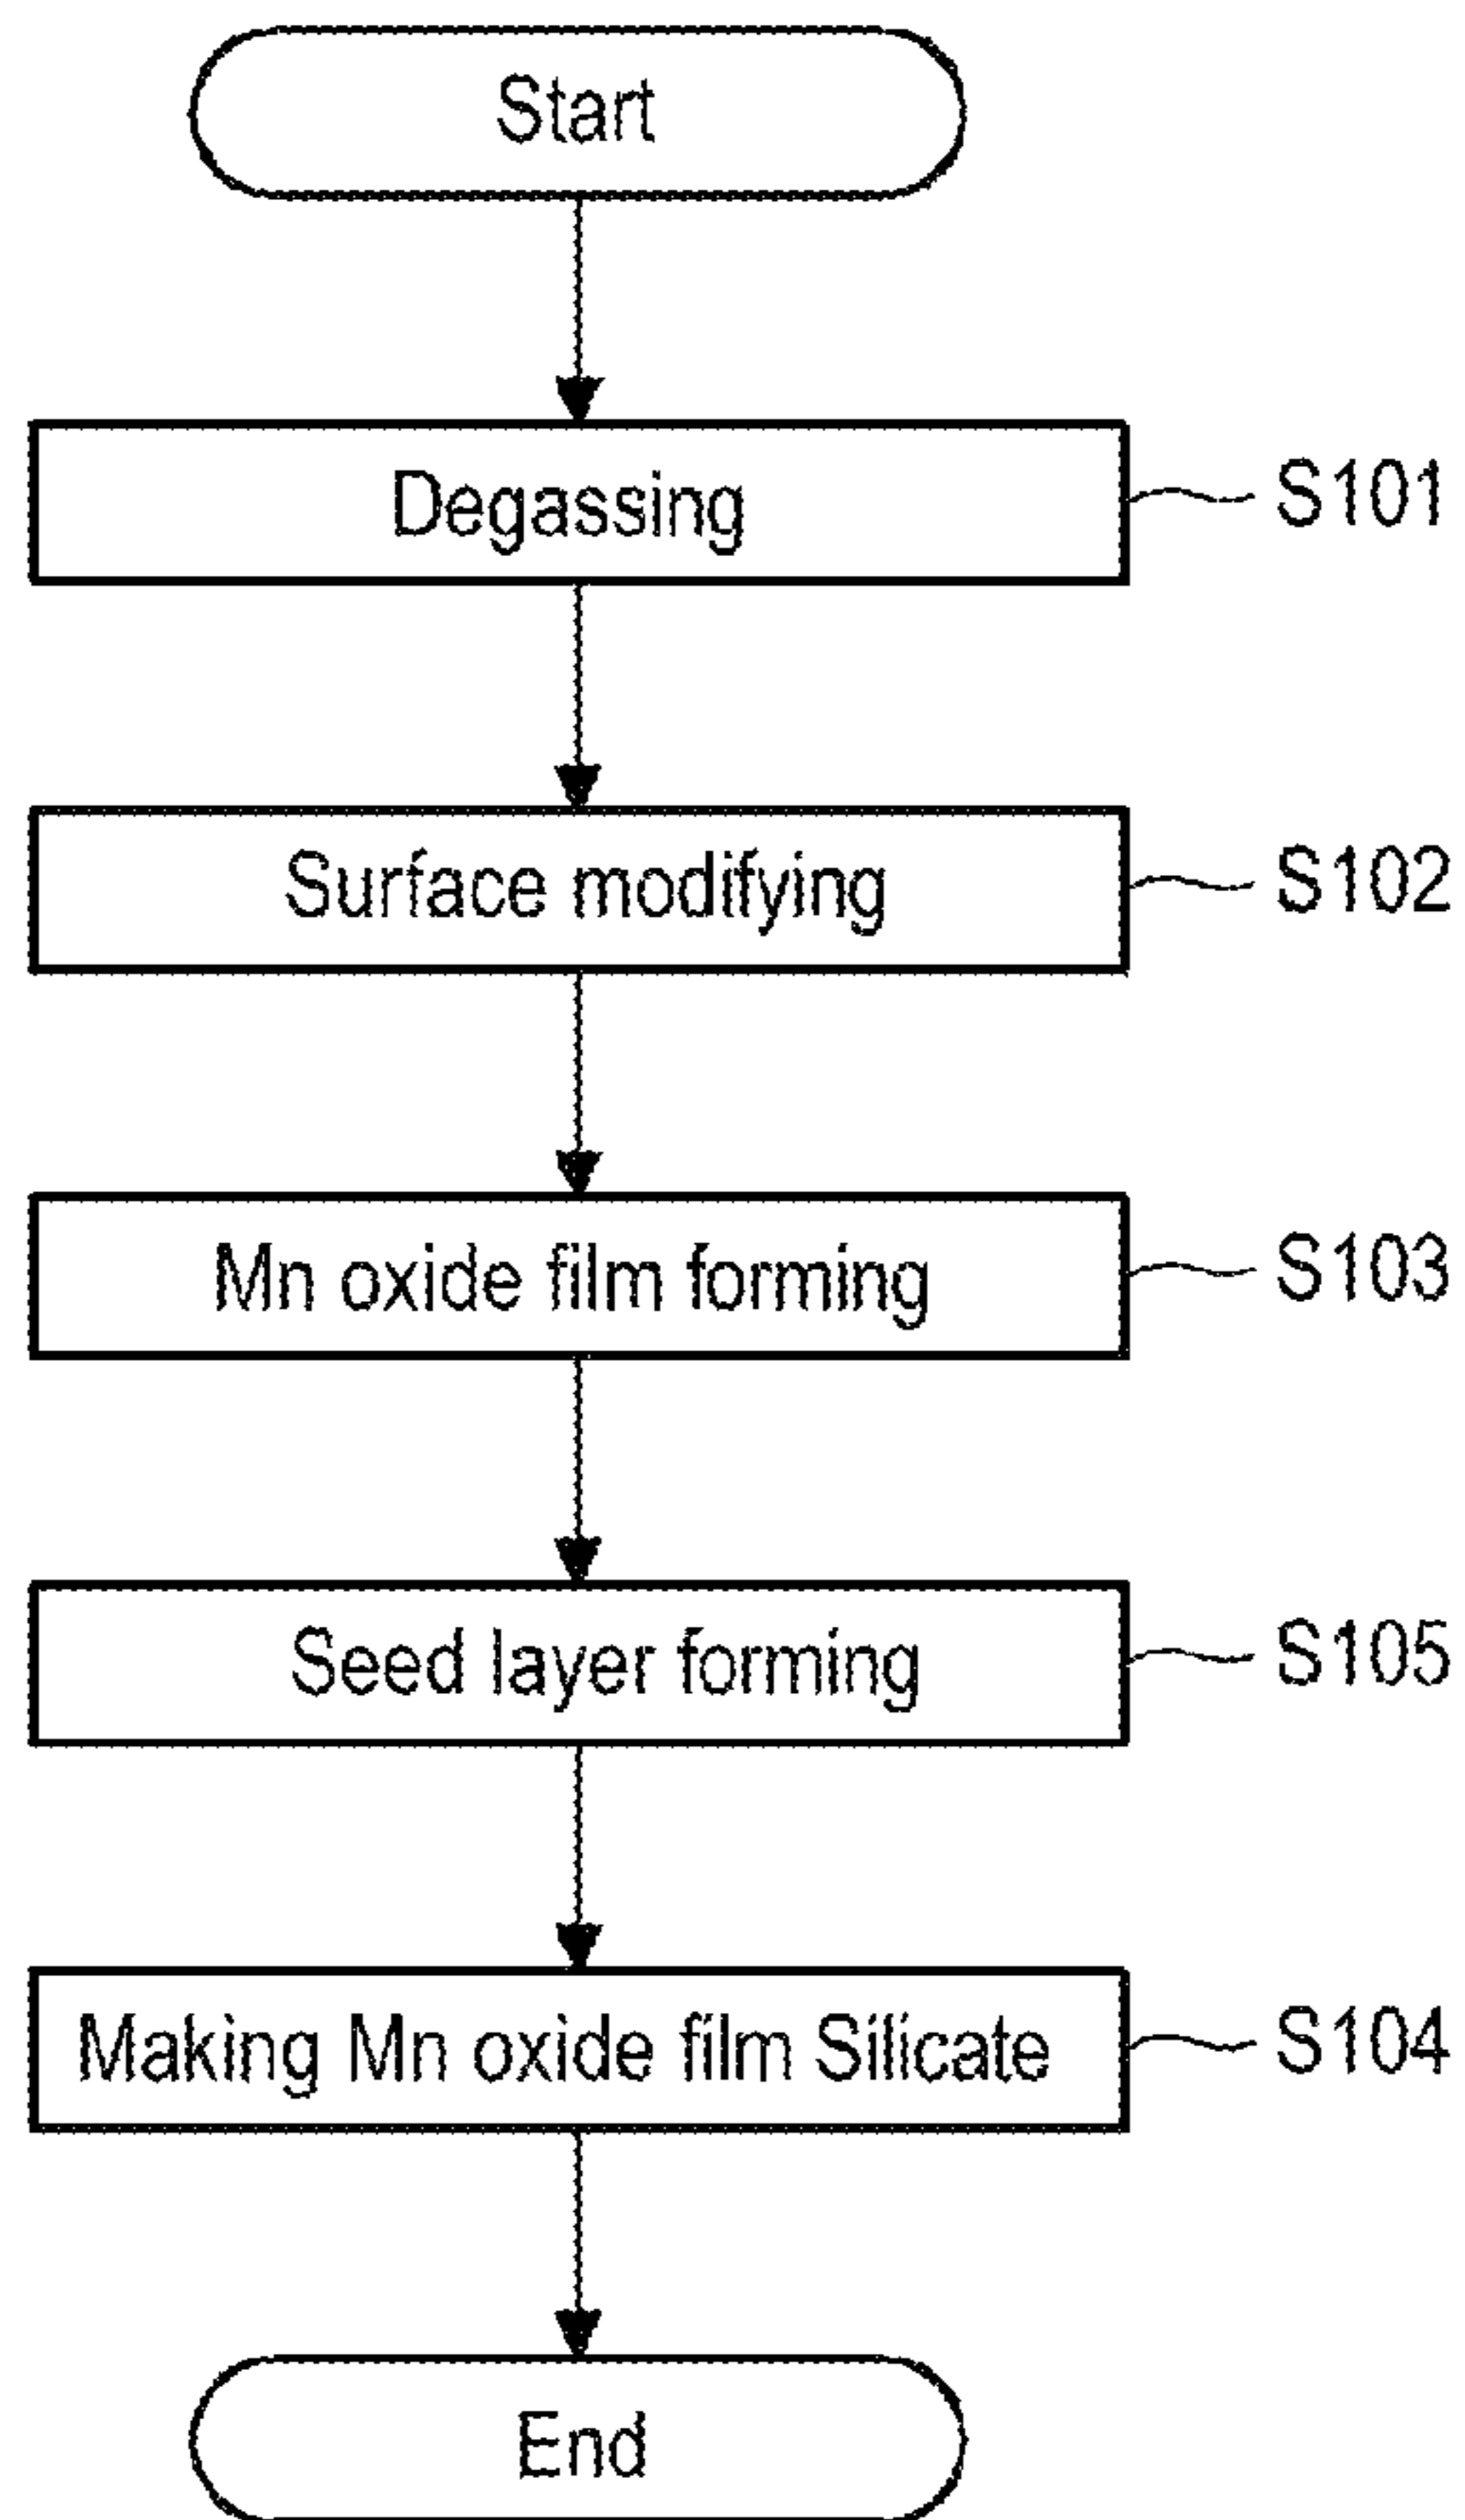 Start
Degassing
S101
Surface modifying
S102
Mn oxide film forming
S103
Seed layer forming
S105
Making Mn oxide film Silicate
S104
End